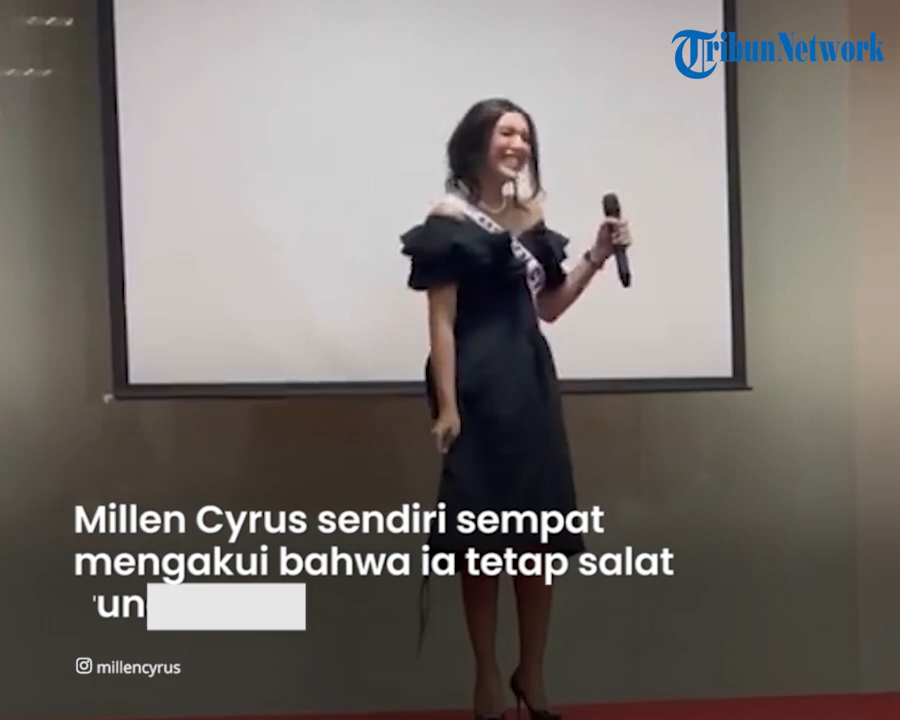 TribunNetwork
Millen Cyrus sendiri sempat
mengakui bahwa ia tetap salat
millencyrus